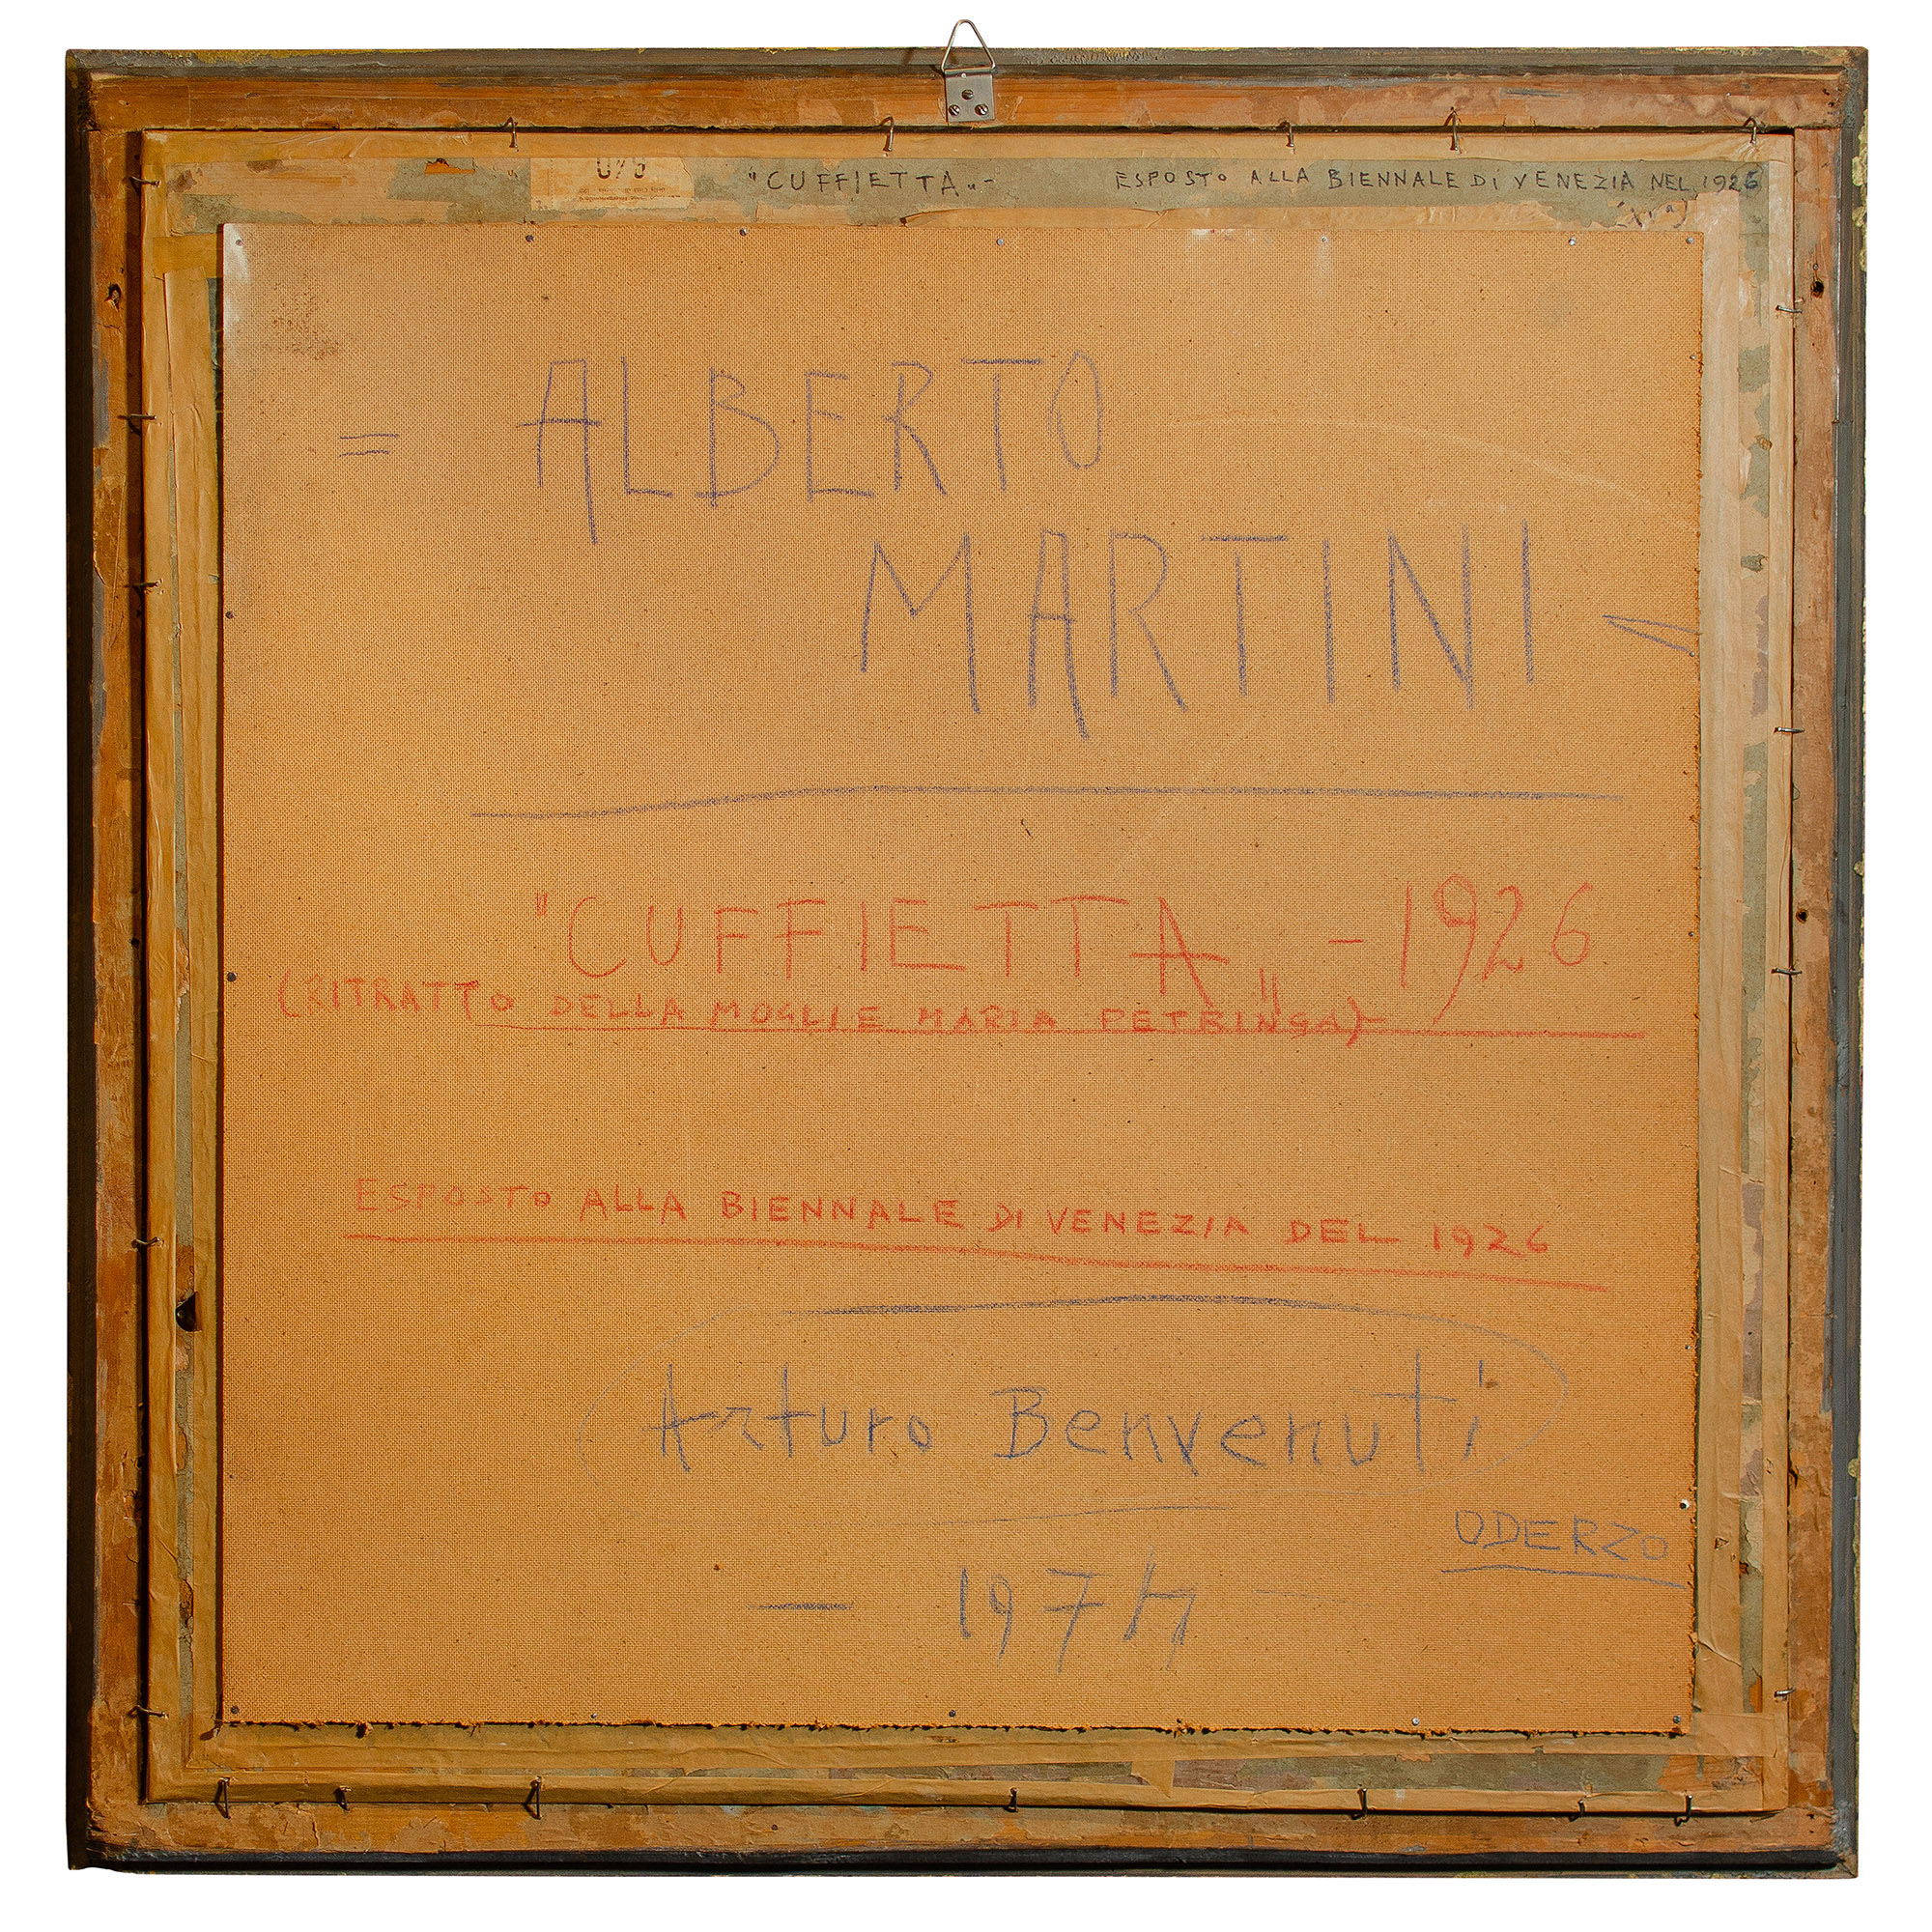 "CUFFIETTA„-
ESPOSTO ALLA BIENNALE Di VENEZIA NEL 1926
= ALBERTO
MARTINI
"CUFFIETTA„ - 1926
(RITRATTO DELLA MOGLIE MARIA PETRINGA)
ESPOSTO ALLA BIENNALE DI VENEZIA DEL 1926
Arturo Benvenuti
ODERZO
— 1974 —